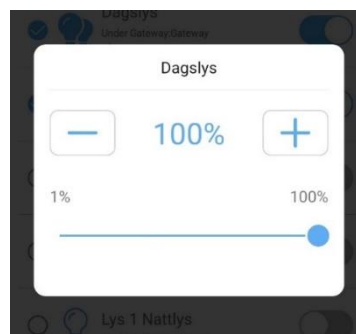 Dagslys
Under Gateway:Gateway
Dagslys
— 100% +
1% 100%
Lys 1 Nattlys